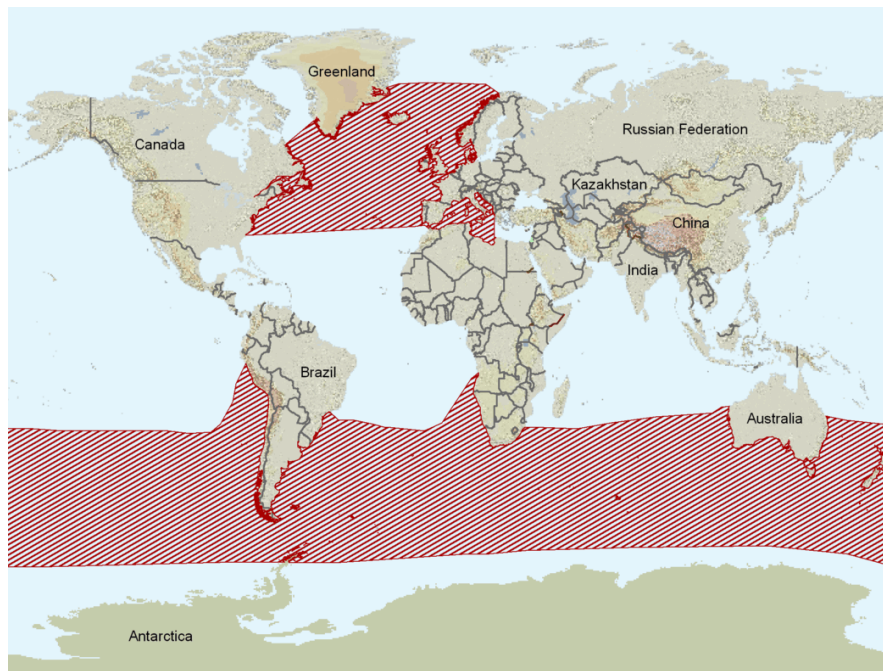 Greenland
Russian Federation
Canada
Kazakhstan
China
India
Brazil
Australia
Antarctica